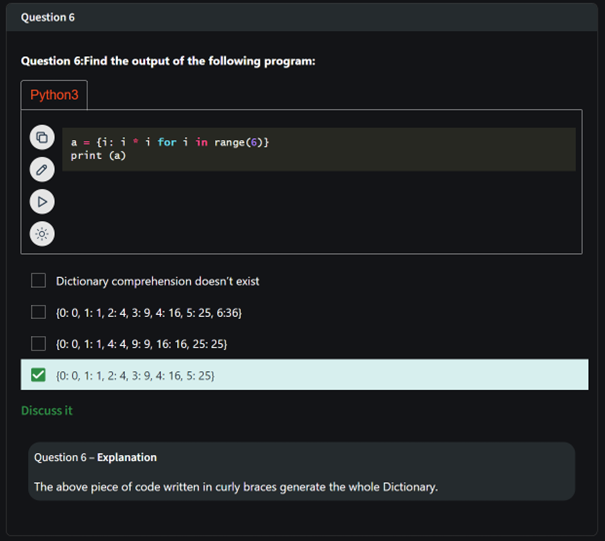 Question 6
Question 6:Find the output of the following program:
Python3
a = {i: i * i for i in range(6)}
print (a)
Dictionary comprehension doesn't exist
{0: 0, 1: 1, 2: 4, 3: 9, 4: 16, 5: 25, 6:36}
{0: 0, 1: 1, 4: 4, 9: 9, 16: 16, 25: 25}
{0: 0, 1: 1, 2: 4, 3: 9, 4: 16, 5: 25}
Discuss it
Question 6 – Explanation
The above piece of code written in curly braces generate the whole Dictionary.